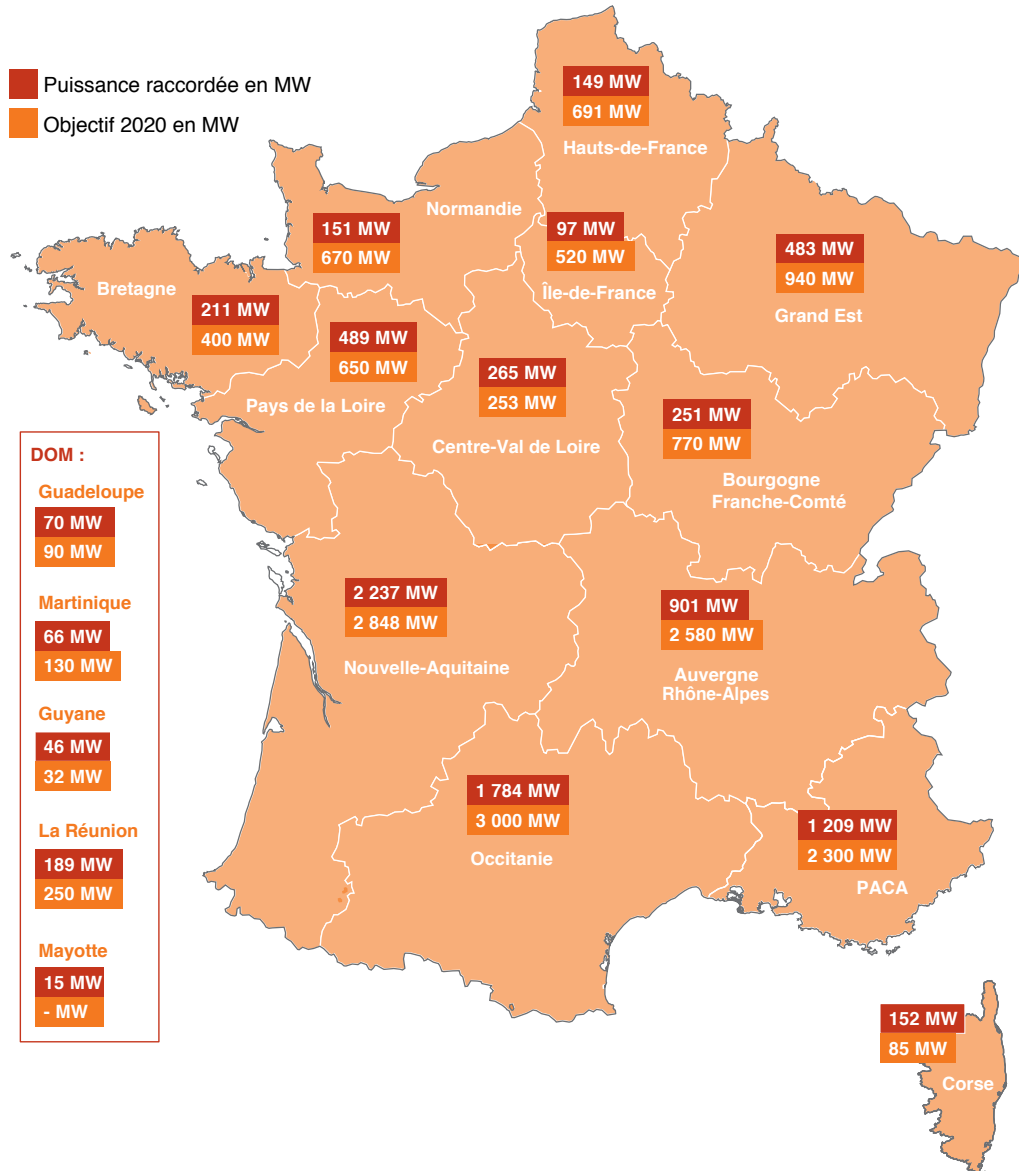 Puissance raccordée en MW
Objectif 2020 en MW
149 MW
691 MW
Hauts-de-France
Normandie
151 MW
670 MW
97 MW
520 MW
Île-de-France
483 MW
940 MW
Grand Est
Bretagne
211 MW
400 MW
489 MW
650 MW
Pays de la Loire
265 MW
253 MW
Centre-Val de Loire
251 MW
770 MW
Bourgogne
Franche-Comté
DOM :
Guadeloupe
70 MW
90 MW
Martinique
66 MW
130 MW
Guyane
46 MW
32 MW
La Réunion
189 MW
250 MW
Mayotte
15 MW
- MW
2 237 MW
2 848 MW
Nouvelle-Aquitaine
901 MW
2 580 MW
Auvergne
Rhône-Alpes
1 784 MW
3 000 MW
Occitanie
1 209 MW
2 300 MW
PACA
152 MW
85 MW
Corse